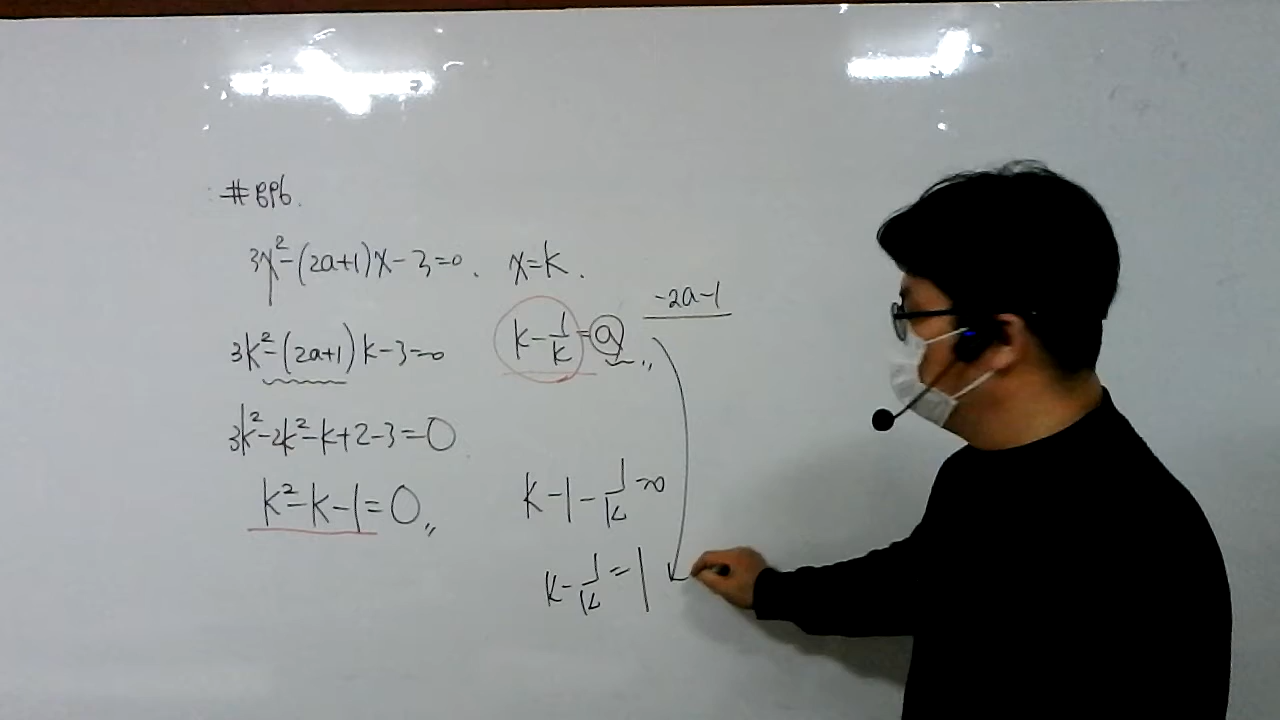 #896.
3x²-(2a+1)x-3=0. x=k.
3k²-(2a+1)k-3=0
3k²-2k²-k+2-3=0
k²-k-1=0
k-1/k=a
-2a-1
k-1-1/k=0
k-1/k=1